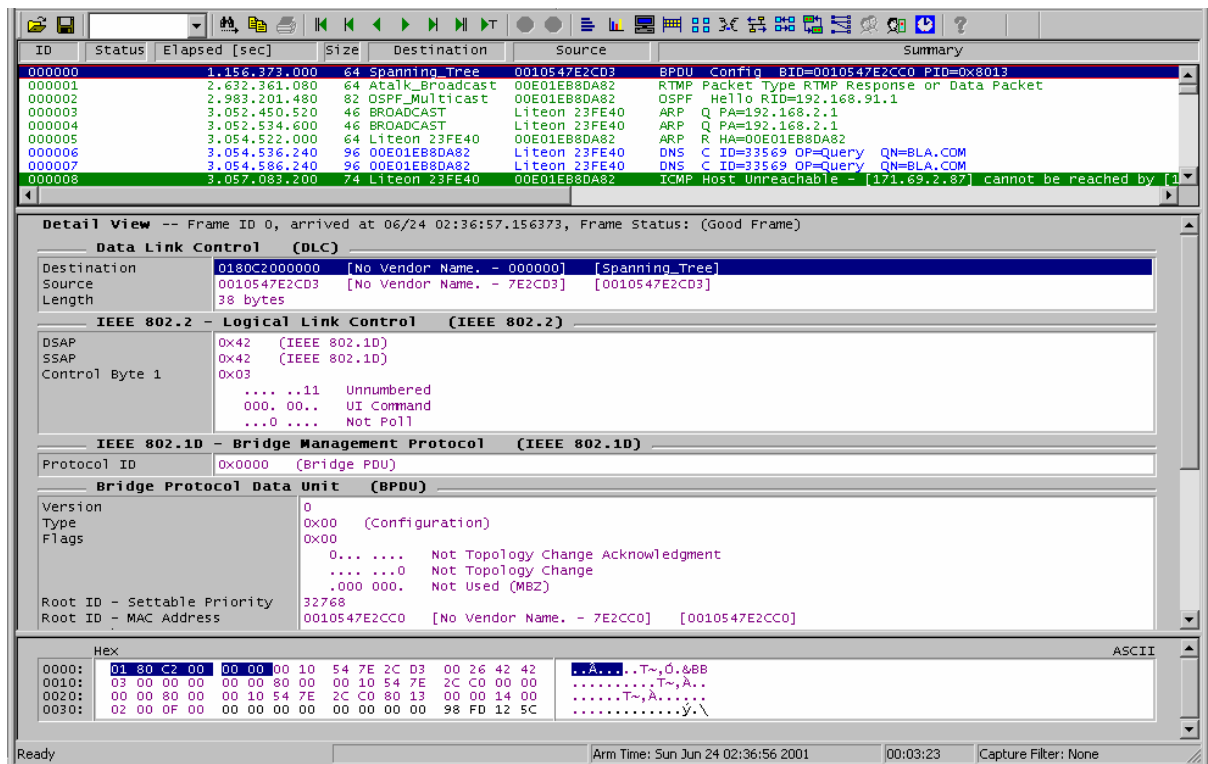 ID Status Elapsed [sec] Size Destination Source Summary
000000 1.156.373.000 64 Spanning_Tree 0010547E2CD3 BPDU Config BID=0010547E2CC0 PID=0x8013
000001 2.632.361.080 64 Atalk_Broadcast 00E01EB8DA82 RTMP Packet Type RTMP Response or Data Packet
000002 2.983.201.480 82 OSPF_Multicast 00E01EB8DA82 OSPF Hello RID=192.168.91.1
000003 3.052.450.520 46 BROADCAST Liteon 23FE40 ARP Q PA=192.168.2.1
000004 3.052.534.600 46 BROADCAST Liteon 23FE40 ARP Q PA=192.168.2.1
000005 3.054.522.000 64 Liteon 23FE40 00E01EB8DA82 ARP R HA=00E01EB8DA82
000006 3.054.536.240 96 00E01EB8DA82 Liteon 23FE40 DNS C ID=33569 OP=Query QN=BLA.COM
000007 3.054.586.240 96 00E01EB8DA82 Liteon 23FE40 DNS C ID=33569 OP=Query QN=BLA.COM
000008 3.057.083.200 74 Liteon 23FE40 00E01EB8DA82 ICMP Host Unreachable - [171.69.2.87] cannot be reached by [1
Detail View -- Frame ID 0, arrived at 06/24 02:36:57.156373, Frame Status: (Good Frame)
Data Link Control (DLC)
Destination 0180C2000000 [No Vendor Name. - 000000] [Spanning_Tree]
Source 0010547E2CD3 [No Vendor Name. - 7E2CD3] [0010547E2CD3]
Length 38 bytes
IEEE 802.2 - Logical Link Control (IEEE 802.2)
DSAP 0x42 (IEEE 802.1D)
SSAP 0x42 (IEEE 802.1D)
Control Byte 1 0x03
.... ..11 Unnumbered
000. 00.. UI Command
...0 .... Not Poll
IEEE 802.1D - Bridge Management Protocol (IEEE 802.1D)
Protocol ID 0x0000 (Bridge PDU)
Bridge Protocol Data Unit (BPDU)
Version 0
Type 0x00 (Configuration)
Flags 0x00
0... .... Not Topology Change Acknowledgment
.... ...0 Not Topology Change
.000 000. Not Used (MBZ)
Root ID - Settable Priority 32768
Root ID - MAC Address 0010547E2CC0 [No Vendor Name. - 7E2CC0] [0010547E2CC0]
Hex ASCII
0000: 01 80 C2 00 00 00 00 10 54 7E 2C D3 00 26 42 42 ..Â.....T~,Ó.&BB
0010: 03 00 00 00 00 00 80 00 00 10 54 7E 2C C0 00 00 ..........T~,À..
0020: 00 00 80 00 00 10 54 7E 2C C0 80 13 00 00 14 00 ......T~,À......
0030: 02 00 0F 00 00 00 00 00 00 00 00 00 98 FD 12 5C .............ý.\
Ready Arm Time: Sun Jun 24 02:36:56 2001 00:03:23 Capture Filter: None